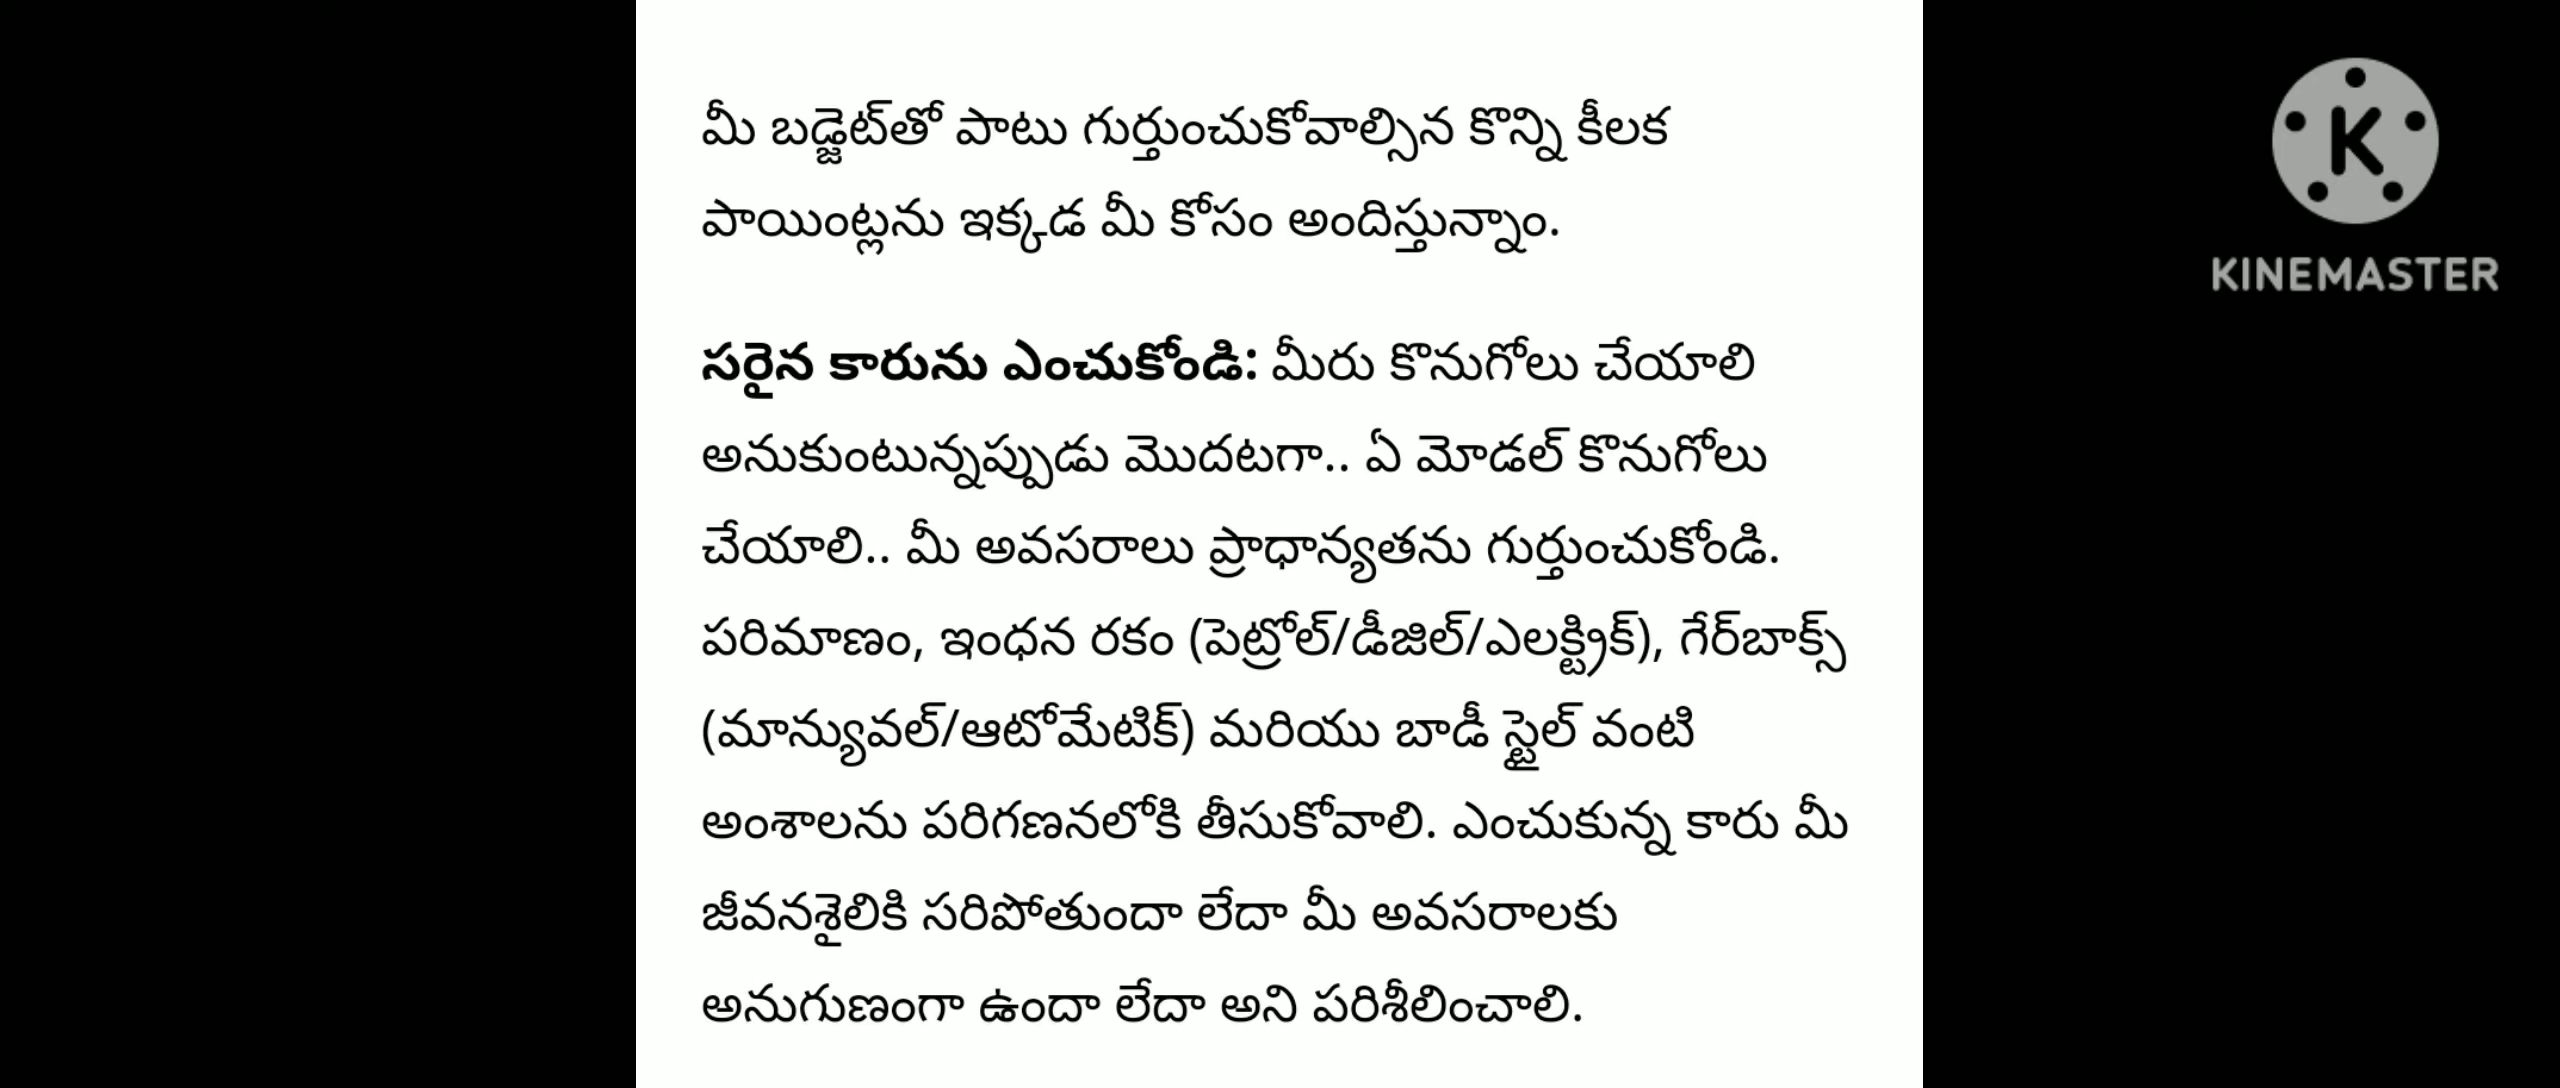 మీ బడ్జెట్‌తో పాటు గుర్తుంచుకోవాల్సిన కొన్ని కీలక
పాయింట్లను ఇక్కడ మీ కోసం అందిస్తున్నాం.
సరైన కారును ఎంచుకోండి: మీరు కొనుగోలు చేయాలి
అనుకుంటున్నప్పుడు మొదటగా.. ఏ మోడల్ కొనుగోలు
చేయాలి.. మీ అవసరాలు ప్రాధాన్యతను గుర్తుంచుకోండి.
పరిమాణం, ఇంధన రకం (పెట్రోల్/డీజిల్/ఎలక్ట్రిక్), గేర్‌బాక్స్
(మాన్యువల్/ఆటోమేటిక్) మరియు బాడీ స్టైల్ వంటి
అంశాలను పరిగణనలోకి తీసుకోవాలి. ఎంచుకున్న కారు మీ
జీవనశైలికి సరిపోతుందా లేదా మీ అవసరాలకు
అనుగుణంగా ఉందా లేదా అని పరిశీలించాలి.
K
KINEMASTER